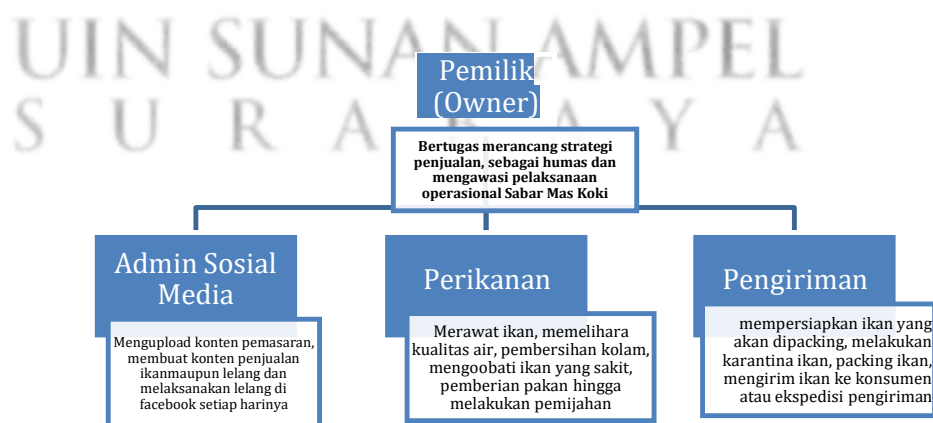 UIN SUNAN AMPEL
S U R A B A Y A
Pemilik
(Owner)
Bertugas merancang strategi
penjualan, sebagai humas dan
mengawasi pelaksanaan
operasional Sabar Mas Koki
Admin Sosial
Media
Mengupload konten pemasaran,
membuat konten penjualan
ikanmaupun lelang dan
melaksanakan lelang di
facebook setiap harinya
Perikanan
Merawat ikan, memelihara
kualitas air, pembersihan kolam,
mengoobati ikan yang sakit,
pemberian pakan hingga
melakukan pemijahan
Pengiriman
mempersiapkan ikan yang
akan dipacking, melakukan
karantina ikan, packing ikan,
mengirim ikan ke konsumen
atau ekspedisi pengiriman